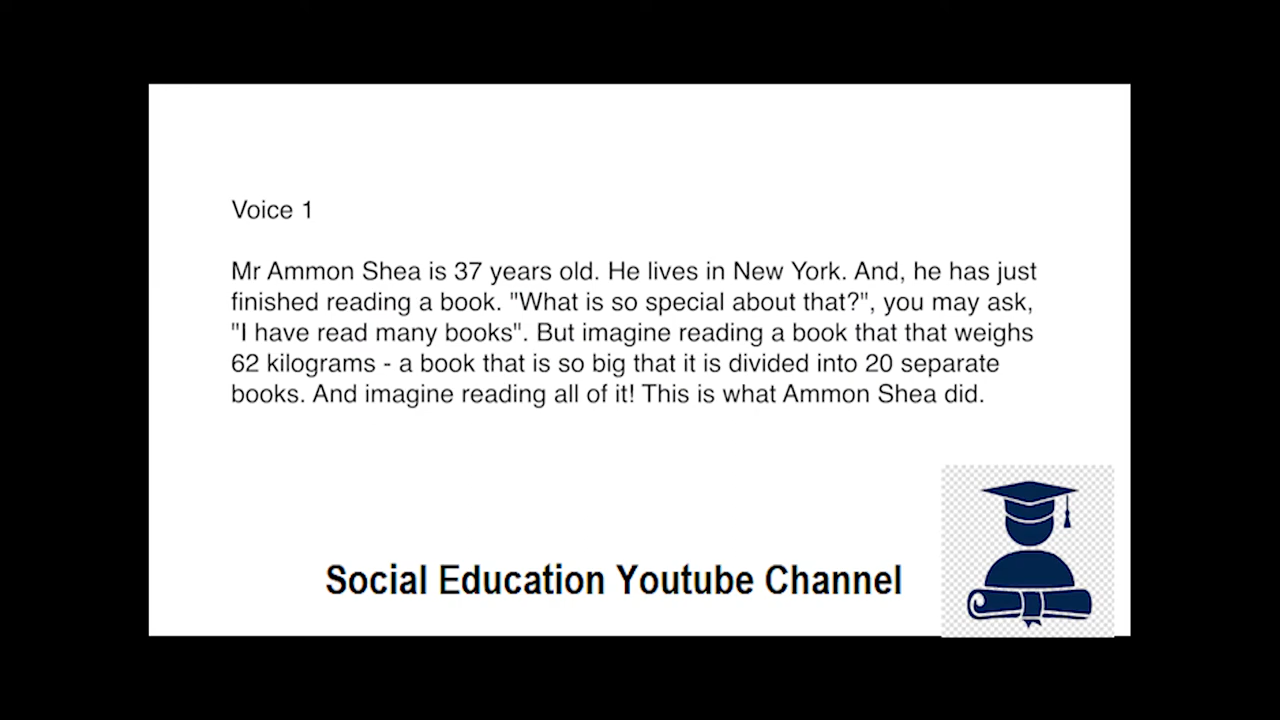 Voice 1
Mr Ammon Shea is 37 years old. He lives in New York. And, he has just
finished reading a book. "What is so special about that?", you may ask,
"I have read many books". But imagine reading a book that that weighs
62 kilograms - a book that is so big that it is divided into 20 separate
books. And imagine reading all of it! This is what Ammon Shea did.
Social Education Youtube Channel